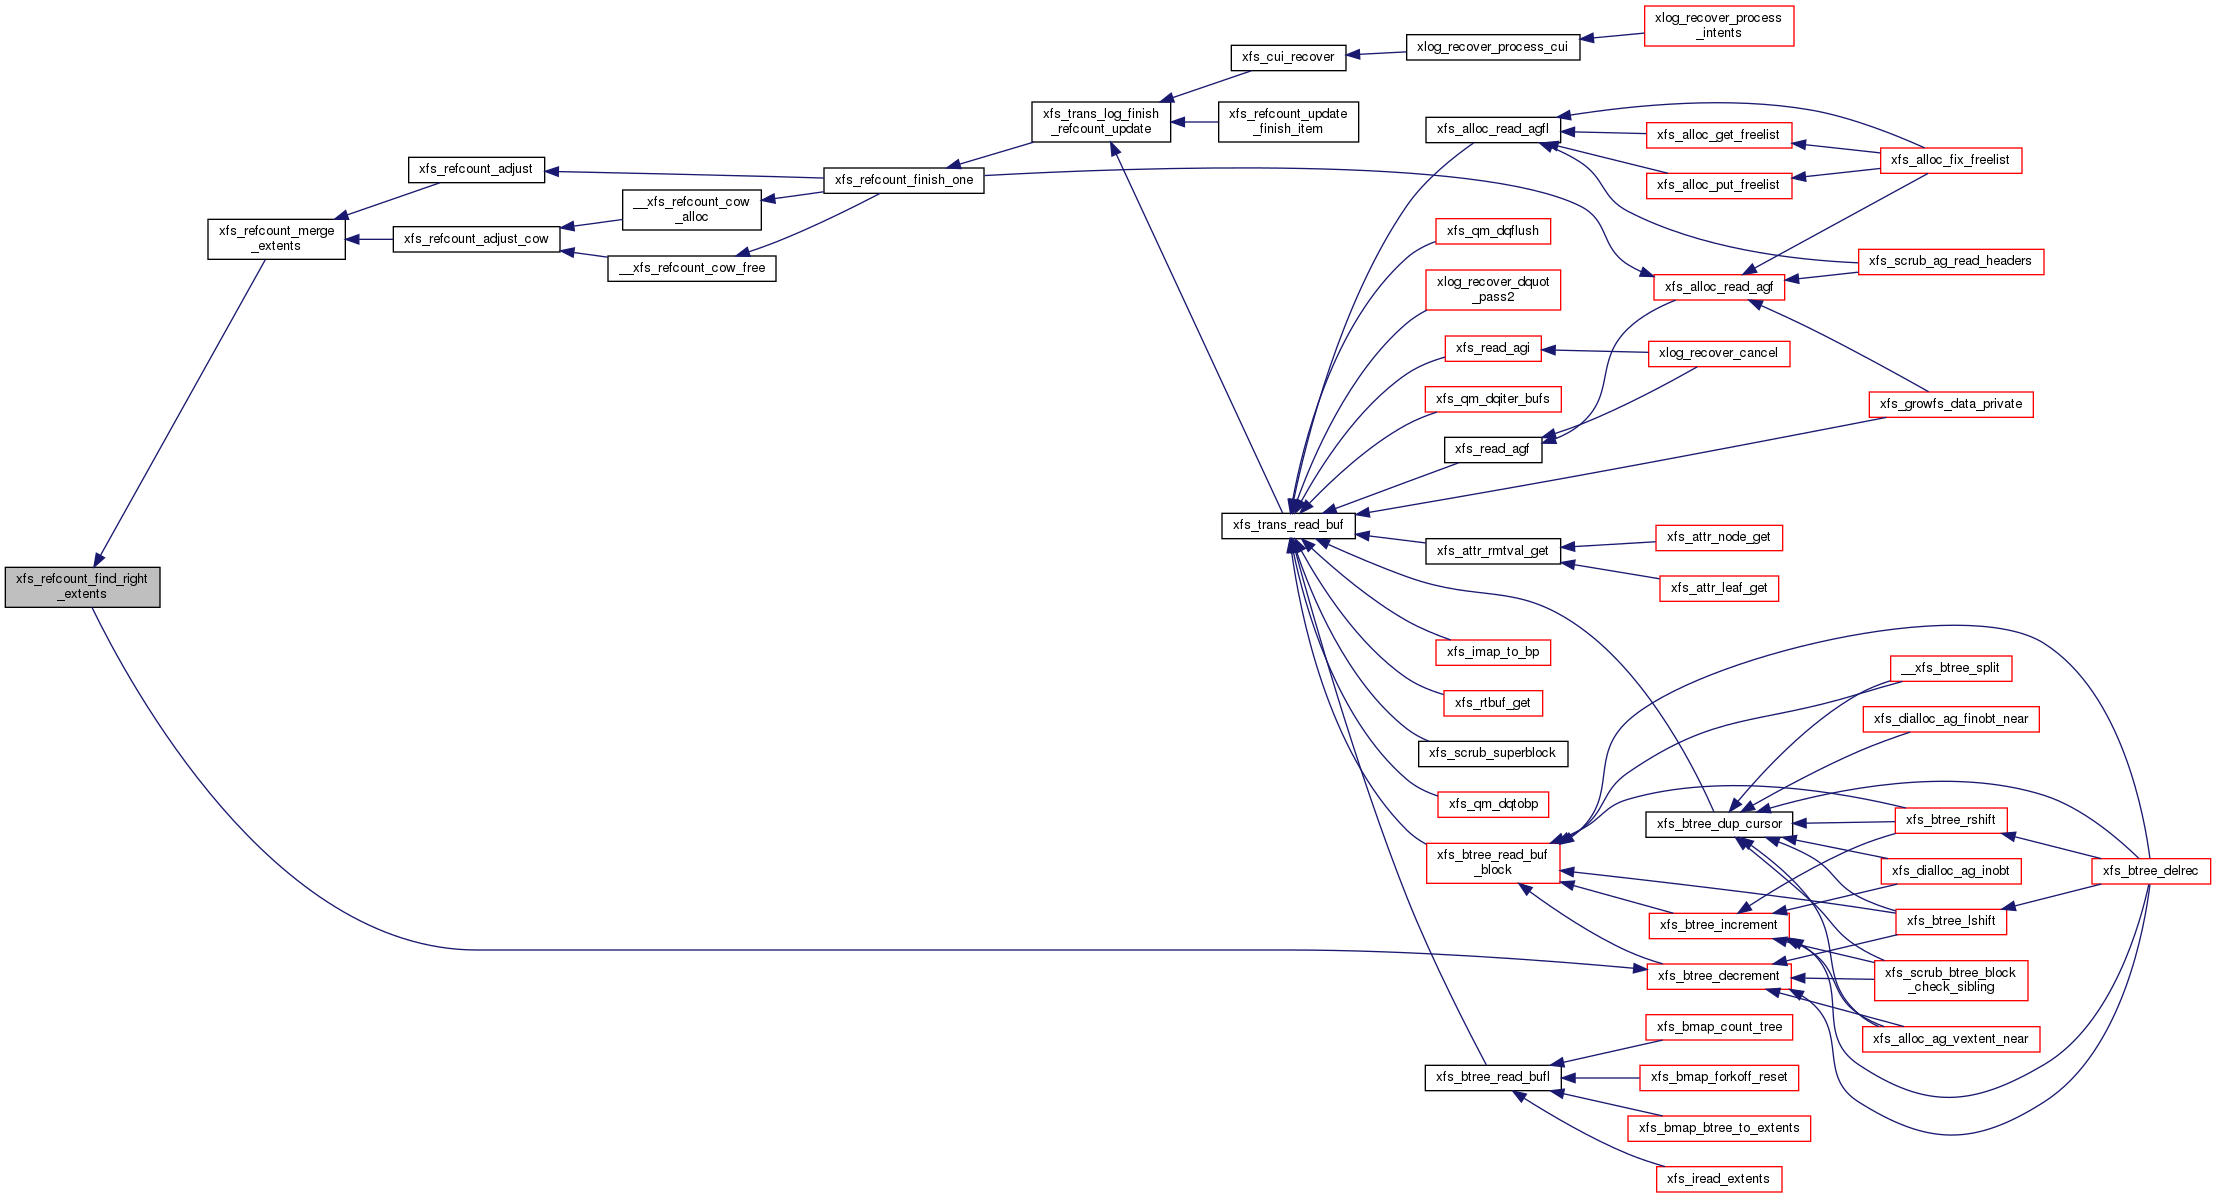 xlog_recover_process
_intents
xlog_recover_process_cui
xfs_cui_recover
xfs_trans_log_finish
_refcount_update
xfs_refcount_update
_finish_item
xfs_alloc_read_agfl
xfs_alloc_get_freelist
xfs_alloc_fix_freelist
xfs_alloc_put_freelist
xfs_refcount_adjust
xfs_refcount_finish_one
__xfs_refcount_cow
_alloc
xfs_refcount_merge
_extents
xfs_refcount_adjust_cow
__xfs_refcount_cow_free
xfs_qm_dqflush
xfs_scrub_ag_read_headers
xlog_recover_dquot
_pass2
xfs_alloc_read_agf
xfs_read_agi
xlog_recover_cancel
xfs_qm_dqiter_bufs
xfs_growfs_data_private
xfs_read_agf
xfs_trans_read_buf
xfs_attr_rmtval_get
xfs_attr_node_get
xfs_attr_leaf_get
xfs_refcount_find_right
_extents
xfs_imap_to_bp
__xfs_btree_split
xfs_rtbuf_get
xfs_dialloc_ag_finobt_near
xfs_scrub_superblock
xfs_qm_dqtobp
xfs_btree_dup_cursor
xfs_btree_rshift
xfs_btree_read_buf
_block
xfs_dialloc_ag_inobt
xfs_btree_delrec
xfs_btree_increment
xfs_btree_lshift
xfs_btree_decrement
xfs_scrub_btree_block
_check_sibling
xfs_bmap_count_tree
xfs_alloc_ag_vextent_near
xfs_btree_read_bufl
xfs_bmap_forkoff_reset
xfs_bmap_btree_to_extents
xfs_iread_extents